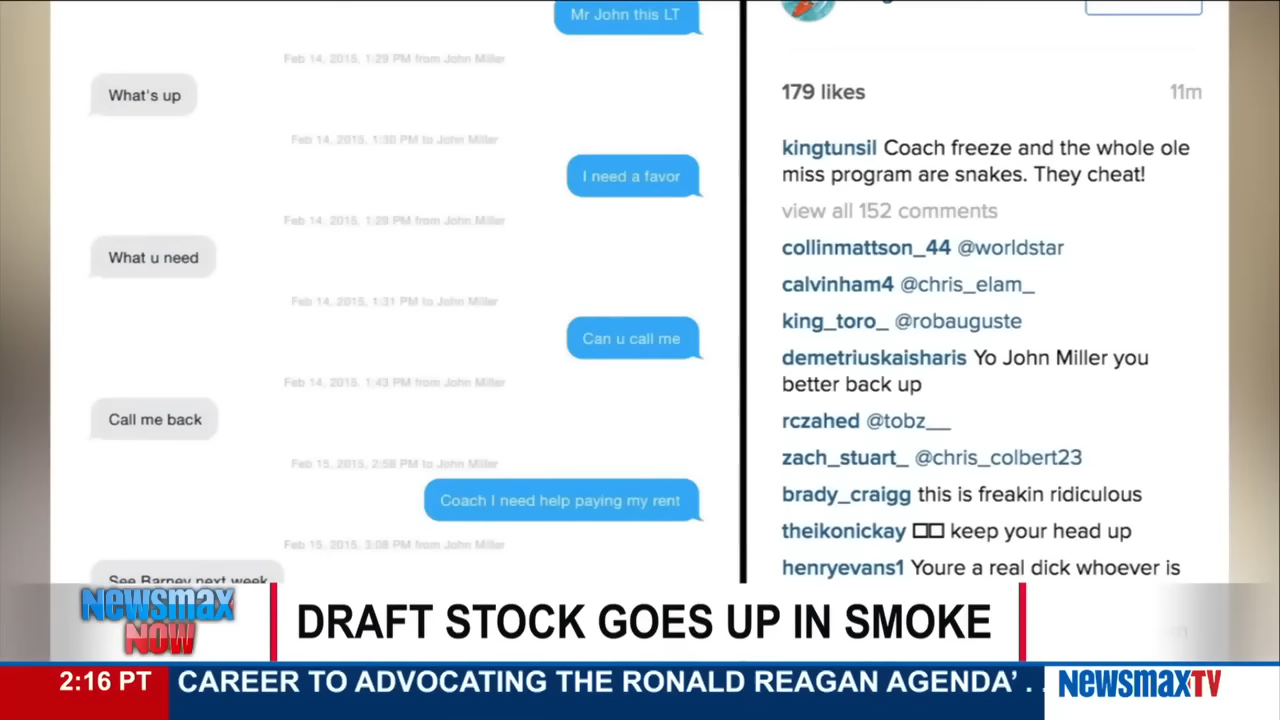 Mr John this LT
Feb 14, 2015, 1:29 PM from John Miller
What's up
Feb 14, 2015, 1:30 PM to John Miller
I need a favor
Feb 14, 2015, 1:29 PM from John Miller
What u need
Feb 14, 2015, 1:31 PM to John Miller
Can u call me
Feb 14, 2015, 1:43 PM from John Miller
Call me back
Feb 15, 2015, 2:58 PM to John Miller
Coach I need help paying my rent
Feb 15, 2015, 3:08 PM from John Miller
See Barney next week
179 likes
11m
kingtunsil Coach freeze and the whole ole
miss program are snakes. They cheat!
view all 152 comments
collinmattson_44 @worldstar
calvinham4 @chris_elam_
king_toro_ @robauguste
demetriuskaisharis Yo John Miller you
better back up
rczahed @tobz__
zach_stuart_ @chris_colbert23
brady_craigg this is freakin ridiculous
theikonickay □□ keep your head up
henryevans1 Youre a real dick whoever is
NEWSMAX
NOW
DRAFT STOCK GOES UP IN SMOKE
2:16 PT
CAREER TO ADVOCATING THE RONALD REAGAN AGENDA' . .
NEWSMAXTV